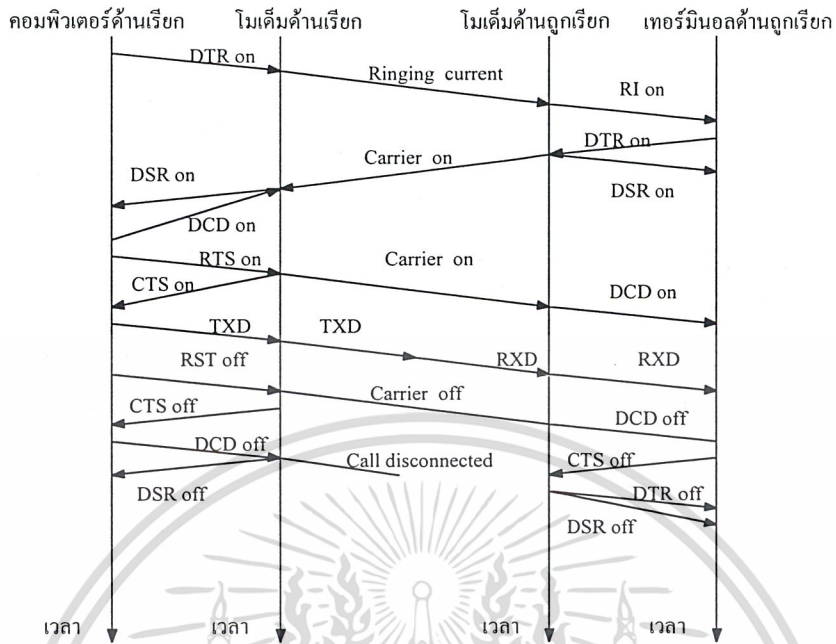 คอมพิวเตอร์ด้านเรียก โมเด็มด้านเรียก โมเด็มด้านถูกเรียก เทอร์มินอลด้านถูกเรียก
DTR on
Ringing current
RI on
DTR on
Carrier on
DSR on
DSR on
DCD on
RTS on
Carrier on
CTS on
DCD on
TXD TXD
RXD RXD
RST off
Carrier off
CTS off
DCD off
DCD off
Call disconnected
CTS off
DSR off
DTR off
DSR off
เวลา เวลา เวลา เวลา